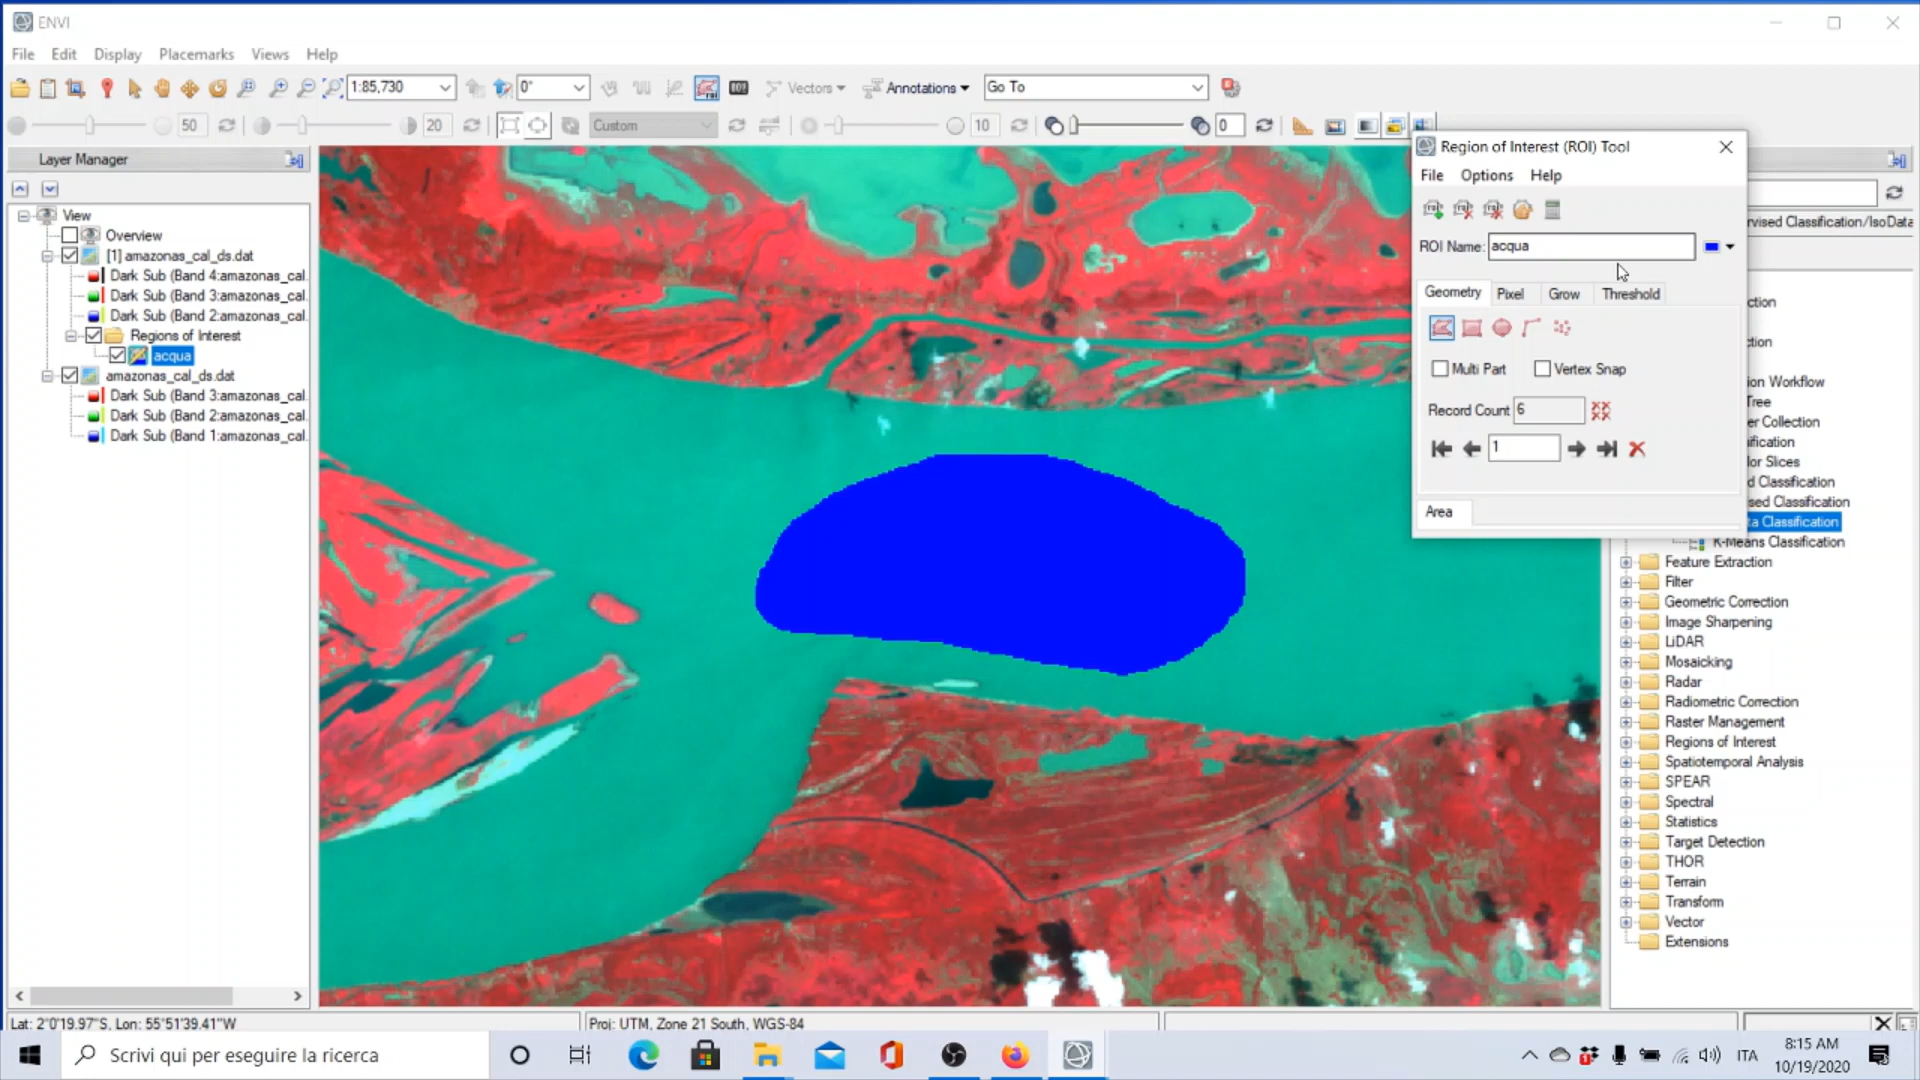 ENVI
File Edit Display Placemarks Views Help
1:85,730 0° Vectors Annotations Go To
50 20 Custom 10 0
Layer Manager
View
Overview
[1] amazonas_cal_ds.dat
Dark Sub (Band 4:amazonas_cal.
Dark Sub (Band 3:amazonas_cal.
Dark Sub (Band 2:amazonas_cal.
Regions of Interest
acqua
amazonas_cal_ds.dat
Dark Sub (Band 3:amazonas_cal.
Dark Sub (Band 2:amazonas_cal.
Dark Sub (Band 1:amazonas_cal.
Region of Interest (ROI) Tool
File Options Help
ROI Name: acqua
Geometry Pixel Grow Threshold
Multi Part Vertex Snap
Record Count 6
1
Area
rvised Classification/IsoData
ction
ction
ion Workflow
Tree
er Collection
ification
lor Slices
d Classification
sed Classification
ta Classification
K-Means Classification
Feature Extraction
Filter
Geometric Correction
Image Sharpening
LiDAR
Mosaicking
Radar
Radiometric Correction
Raster Management
Regions of Interest
Spatiotemporal Analysis
SPEAR
Spectral
Statistics
Target Detection
THOR
Terrain
Transform
Vector
Extensions
Lat: 2°0'19.97"S, Lon: 55°51'39.41"W
Proj: UTM, Zone 21 South, WGS-84
Scrivi qui per eseguire la ricerca
ITA
8:15 AM
10/19/2020